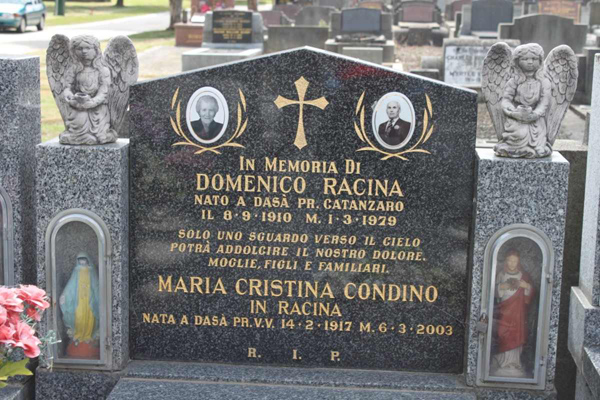 IN MEMORIA DI
DOMENICO RACINA
NATO A DASÀ PR. CATANZARO
IL 8-9-1910 M. 1-3-1979
SOLO UNO SGUARDO VERSO IL CIELO
POTRÀ ADDOLCIRE IL NOSTRO DOLORE.
MOGLIE, FIGLI E FAMILIARI.
MARIA CRISTINA CONDINO
IN RACINA
NATA A DASÀ PR. V.V. 14-2-1917 M. 6-3-2003
R. I. P.